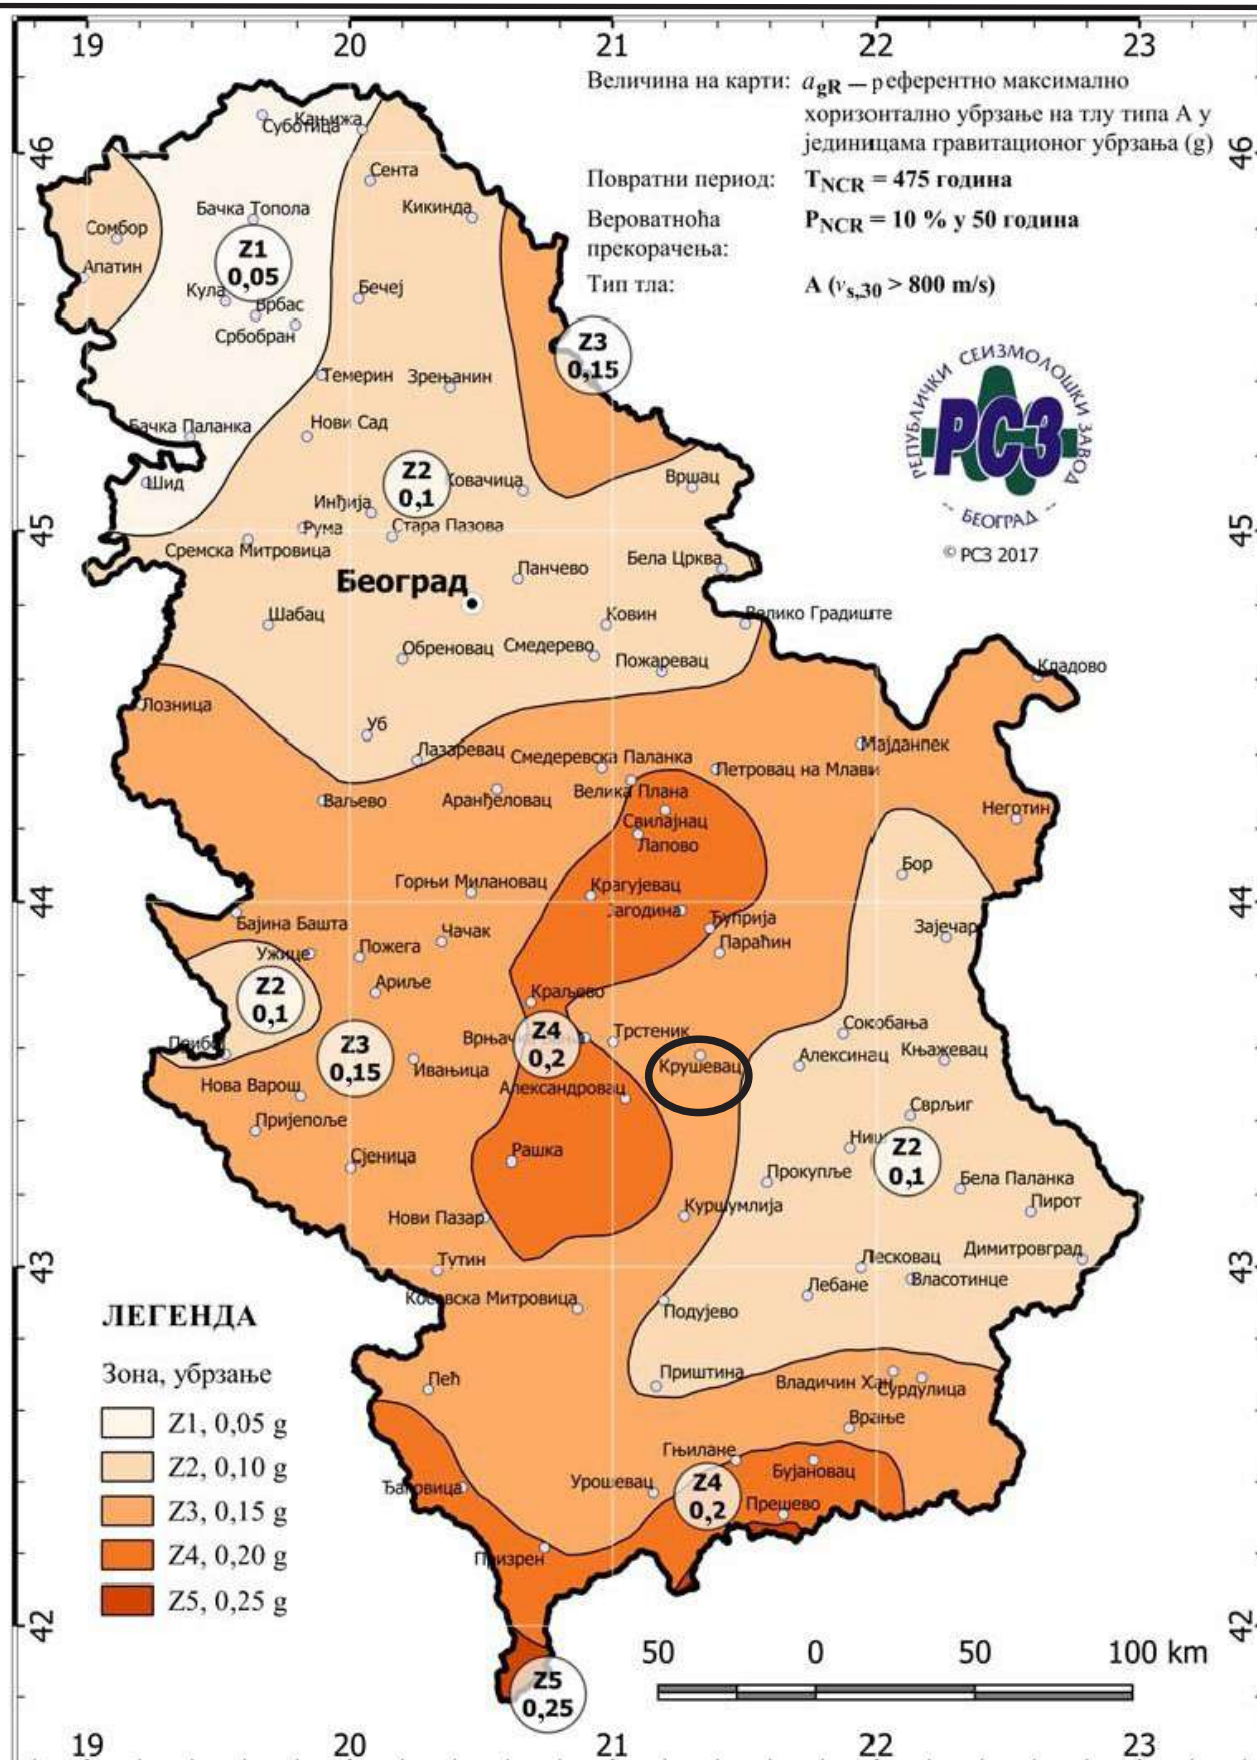 19 20 21 22 23
Величина на карти: agR — референтно максимално
хоризонтално убрзање на тлу типа А у
јединицама гравитационог убрзања (g)
Повратни период: TNCR = 475 година
Вероватноћа PNCR = 10 % у 50 година
прекорачења:
Тип тла: А (vs,30 > 800 m/s)
РЕПУБЛИЧКИ СЕИЗМОЛОШКИ ЗАВОД
РСЗ
-- БЕОГРАД --
© РСЗ 2017
46 46
Кањижа
Суботица
Сента
Бачка Топола
Кикинда
Сомбор
Z1
0,05
Апатин
Кула
Бечеј
Врбас
Србобран
Z3
0,15
Темерин
Зрењанин
Нови Сад
Бачка Паланка
Z2
0,1
Ковачица
Вршац
Шид
Инђија
Рума
Стара Пазова
45 45
Сремска Митровица
Бела Црква
Панчево
Београд
Шабац
Ковин
Велико Градиште
Обреновац
Смедерево
Пожаревац
Кладово
Лозница
Уб
Лазаревац
Мајданпек
Смедеревска Паланка
Петровац на Млави
Ваљево
Аранђеловац
Велика Плана
Неготин
Свилајнац
Лапово
Бор
Горњи Милановац
Крагујевац
44 44
Јагодина
Ћуприја
Бајина Башта
Зајечар
Чачак
Параћин
Ужице
Пожега
Ариље
Z2
0,1
Краљево
Сокобања
Трстеник
Z4
0,2
Прибој
Z3
0,15
Алексинац
Књажевац
Крушевац
Ивањица
Нова Варош
Александровац
Сврљиг
Пријепоље
Ниш
Z2
0,1
Рашка
Сјеница
Прокупље
Бела Паланка
Пирот
Куршумлија
Нови Пазар
Димитровград
Лесковац
43 43
Тутин
Власотинце
Лебане
Косовска Митровица
Подујево
ЛЕГЕНДА
Зона, убрзање
Z1, 0,05 g
Z2, 0,10 g
Z3, 0,15 g
Z4, 0,20 g
Z5, 0,25 g
Пећ
Приштина
Владичин Хан
Сурдулица
Врање
Гњилане
Бујановац
Ђаковица
Урошевац
Z4
0,2
Прешево
Призрен
42 42
Z5
0,25
50 0 50 100 km
19 20 21 22 23